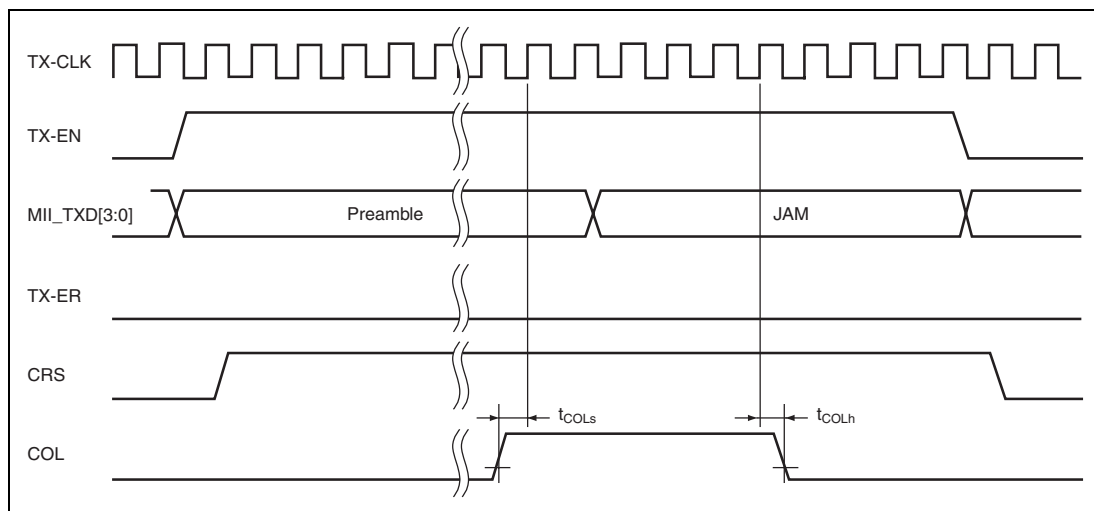 TX-CLK
TX-EN
MII_TXD[3:0]
Preamble
JAM
TX-ER
CRS
tCOLs
tCOLh
COL